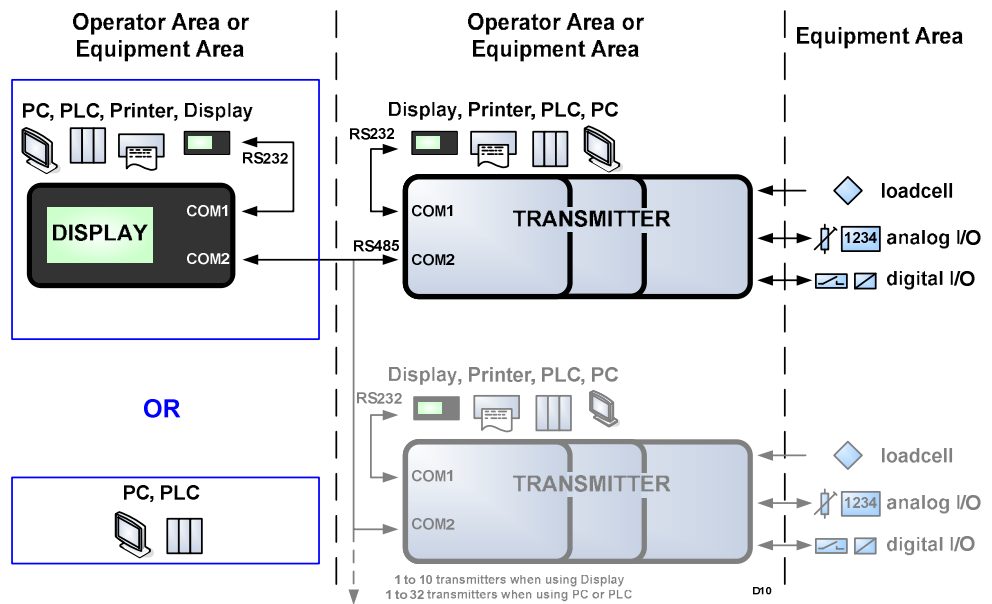 Operator Area or
Equipment Area
Operator Area or
Equipment Area
Equipment Area
PC, PLC, Printer, Display
RS232
COM1
DISPLAY
COM2
RS485
Display, Printer, PLC, PC
RS232
COM1
TRANSMITTER
COM2
loadcell
1234
analog I/O
digital I/O
OR
PC, PLC
Display, Printer, PLC, PC
RS232
COM1
TRANSMITTER
COM2
loadcell
1234
analog I/O
digital I/O
1 to 10 transmitters when using Display
1 to 32 transmitters when using PC or PLC
D10